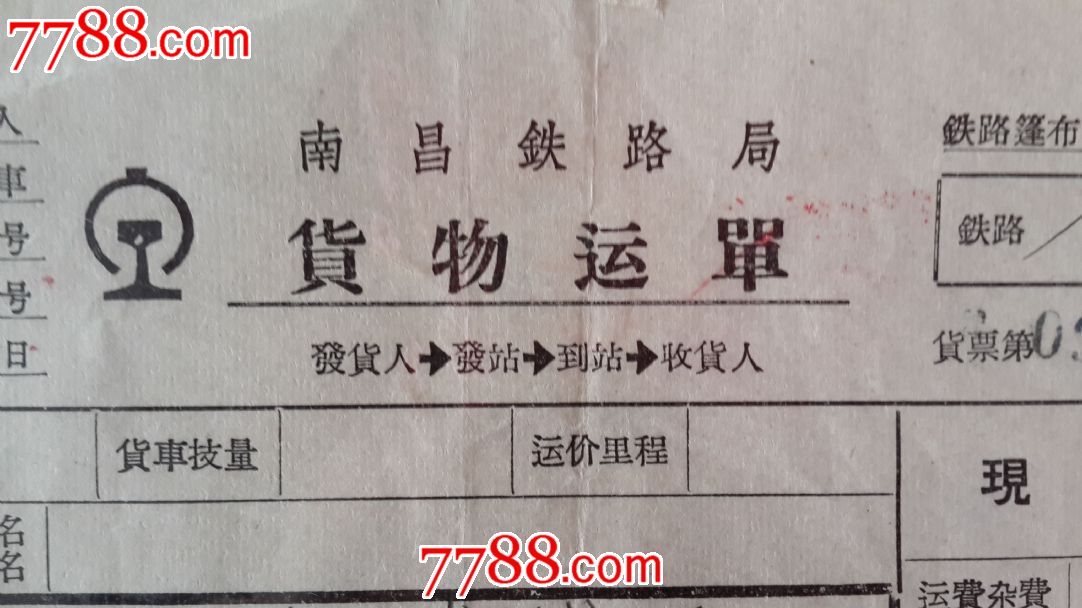 7788.com
人
南昌鉄路局
鉄路篷布
車
号
貨物运單
鉄路
号
日
發貨人➔發站➔到站➔收貨人
貨票第0
貨車技量
运价里程
現
名
名
7788.com
运費杂費